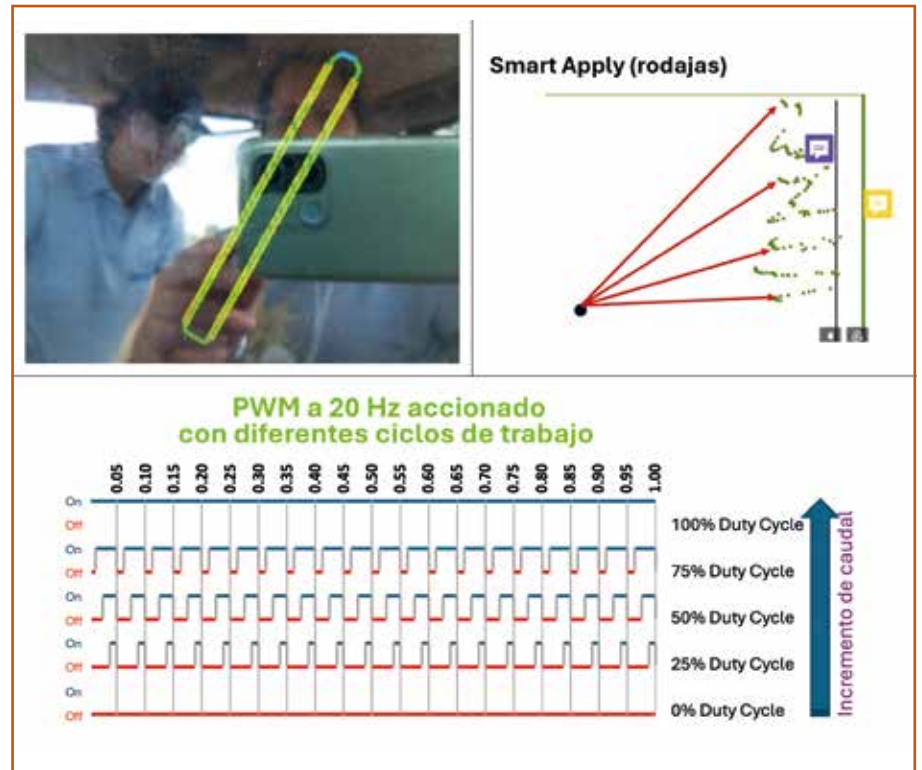 Smart Apply (rodajas)
PWM a 20 Hz accionado
con diferentes ciclos de trabajo
0.05 0.10 0.15 0.20 0.25 0.30 0.35 0.40 0.45 0.50 0.55 0.60 0.65 0.70 0.75 0.80 0.85 0.90 0.95 1.00
On
Off
100% Duty Cycle
On
Off
75% Duty Cycle
On
Off
50% Duty Cycle
On
Off
25% Duty Cycle
On
Off
0% Duty Cycle
Incremento de caudal